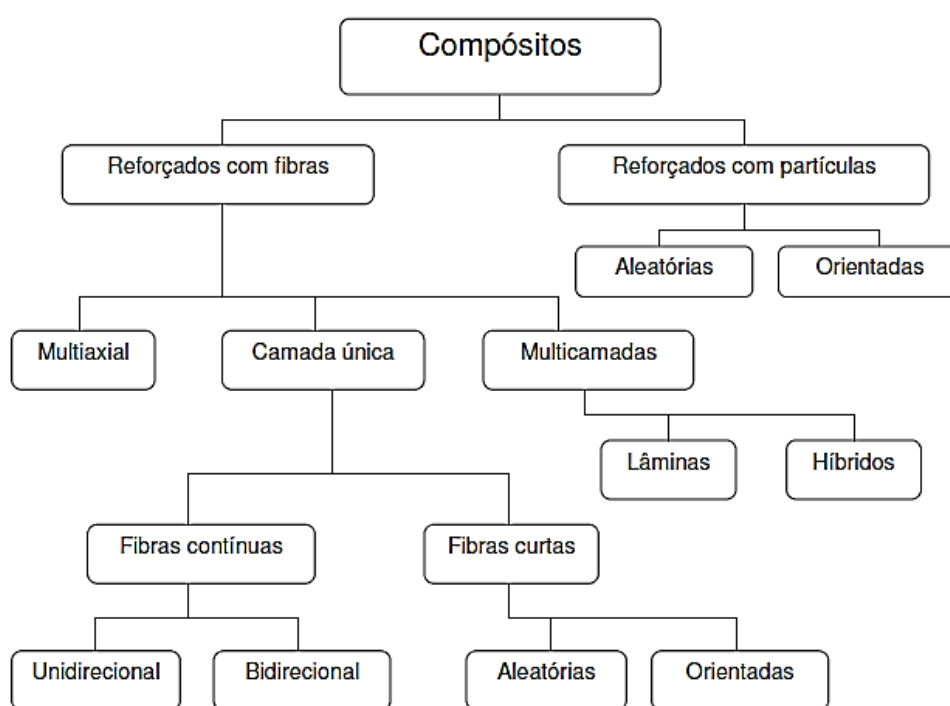 Compósitos
Reforçados com fibras
Reforçados com partículas
Aleatórias
Orientadas
Multiaxial
Camada única
Multicamadas
Lâminas
Híbridos
Fibras contínuas
Fibras curtas
Unidirecional
Bidirecional
Aleatórias
Orientadas